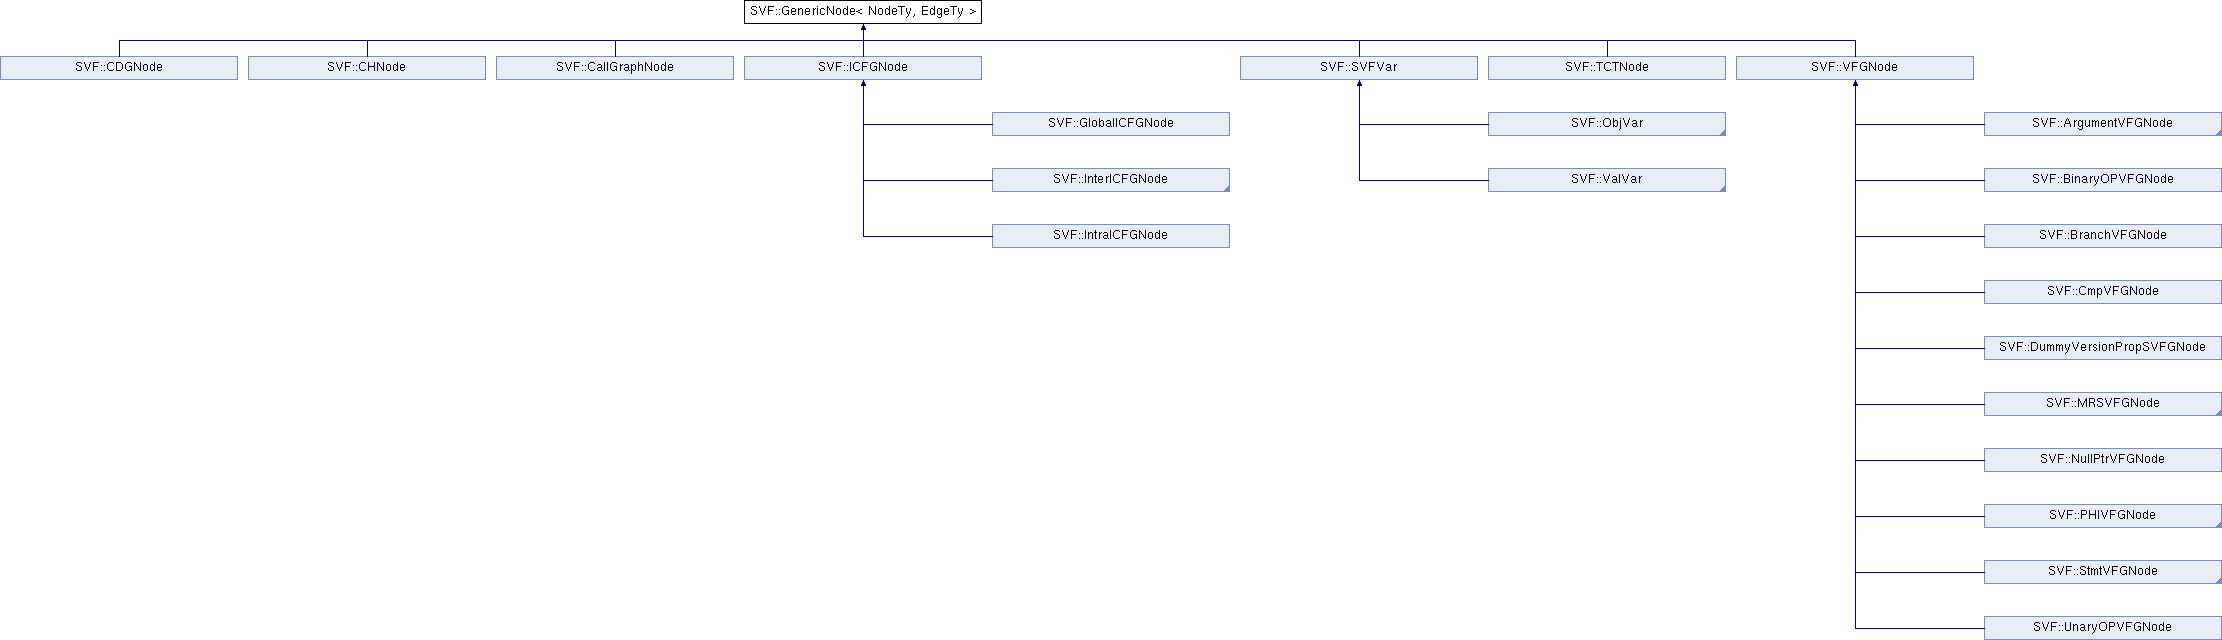 SVF::GenericNode< NodeTy, EdgeTy >
SVF::CDGNode
SVF::CHNode
SVF::CallGraphNode
SVF::ICFGNode
SVF::SVFVar
SVF::TCTNode
SVF::VFGNode
SVF::GlobalICFGNode
SVF::ObjVar
SVF::ArgumentVFGNode
SVF::InterICFGNode
SVF::ValVar
SVF::BinaryOPVFGNode
SVF::IntraICFGNode
SVF::BranchVFGNode
SVF::CmpVFGNode
SVF::DummyVersionPropSVFGNode
SVF::MRSVFGNode
SVF::NullPtrVFGNode
SVF::PHIVFGNode
SVF::StmtVFGNode
SVF::UnaryOPVFGNode